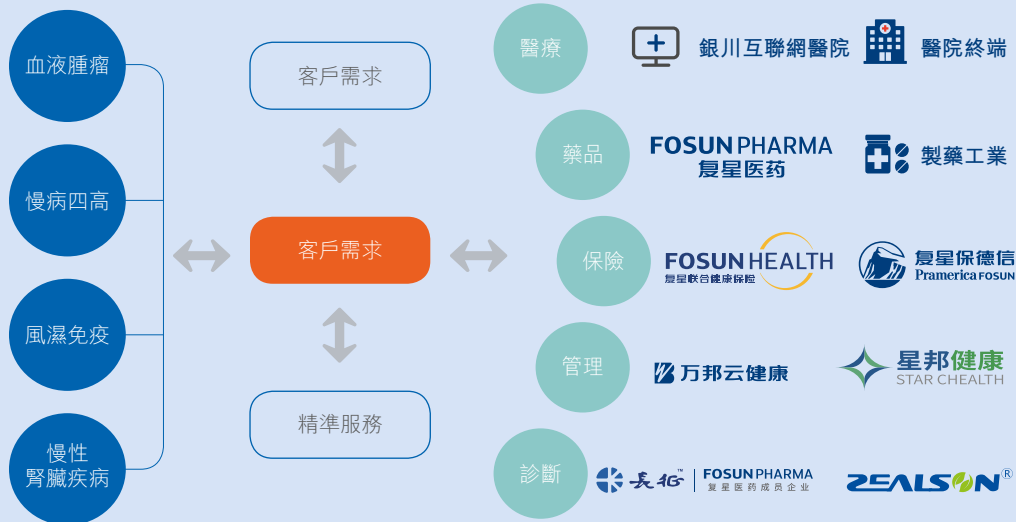 血液腫瘤
慢病四高
風濕免疫
慢性
腎臟疾病
客戶需求
客戶需求
精準服務
醫療
銀川互聯網醫院
醫院終端
藥品
FOSUN PHARMA
复星医药
製藥工業
保險
FOSUN HEALTH
复星联合健康保险
复星保德信
Pramerica FOSUN
管理
万邦云健康
星邦健康
STAR CHEALTH
診斷
長征™
FOSUN PHARMA
复星医药成员企业
ZEALSON®